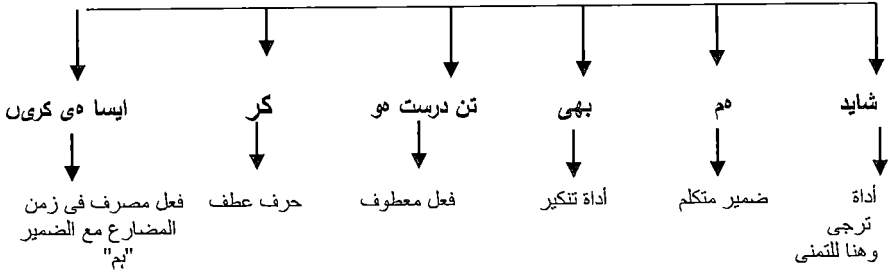 شاید ہم بھی تن درست ہو کر ایسا ہی کریں
أداة ترجى وهنا للتمنى
ضمير متكلم
أداة تنكير
فعل معطوف
حرف عطف
فعل مصرف فى زمن المضارع مع الضمير "ہم"